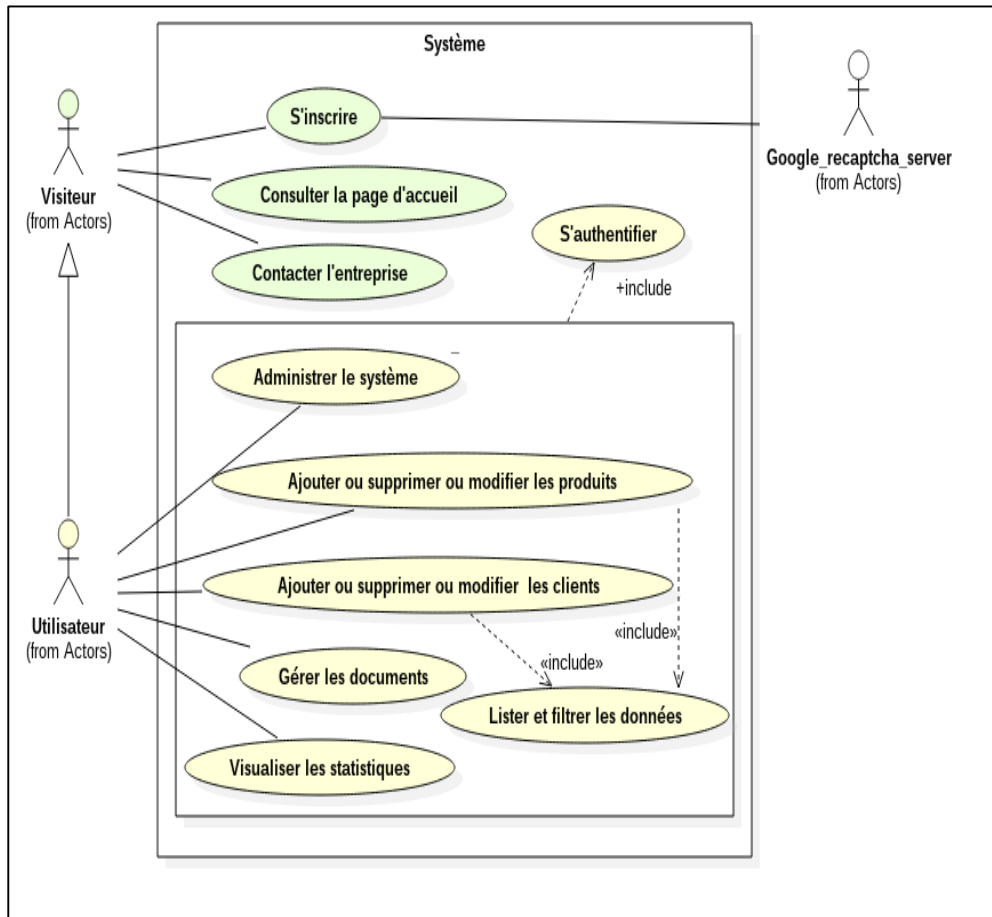 Système
S'inscrire
Google_recaptcha_server
(from Actors)
Visiteur
(from Actors)
Consulter la page d'accueil
S'authentifier
Contacter l'entreprise
+include
Administrer le système
Ajouter ou supprimer ou modifier les produits
Utilisateur
(from Actors)
Ajouter ou supprimer ou modifier les clients
«include»
«include»
Gérer les documents
Lister et filtrer les données
Visualiser les statistiques